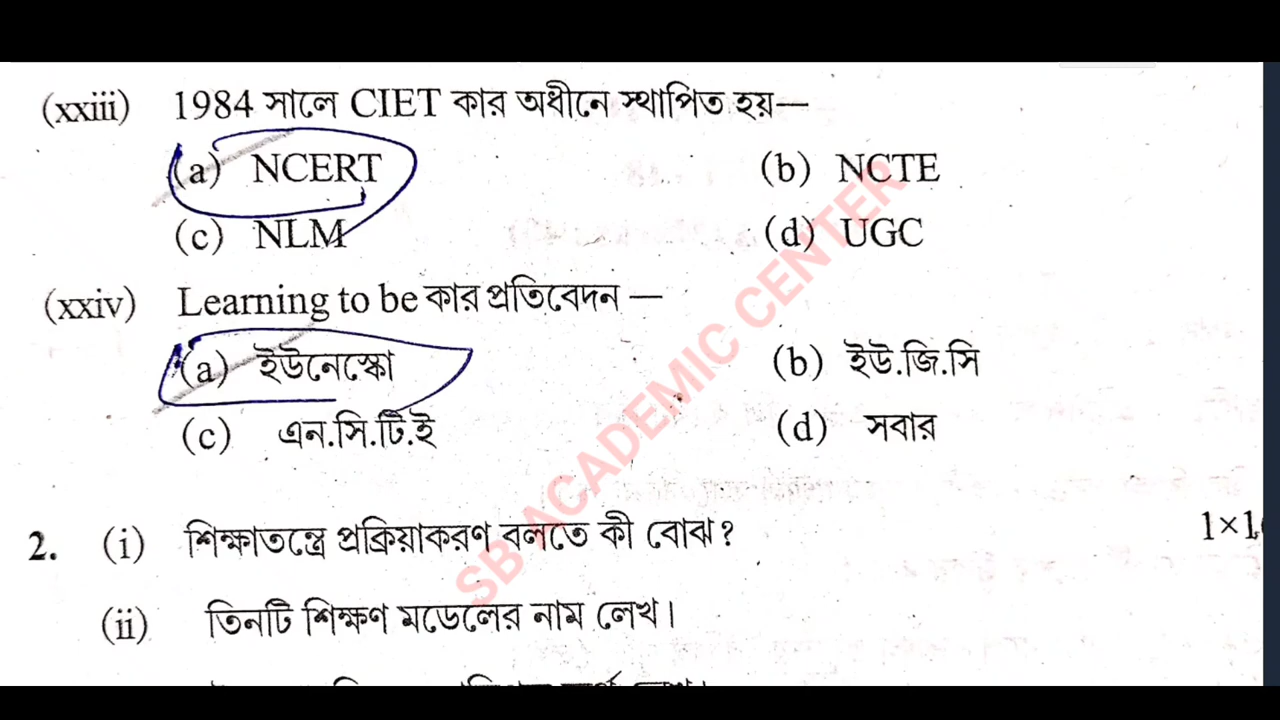 (xxiii) 1984 সালে CIET কার অধীনে স্থাপিত হয়—
(a) NCERT (b) NCTE
(c) NLM (d) UGC
(xxiv) Learning to be কার প্রতিবেদন —
(a) ইউনেস্কো (b) ইউ.জি.সি
(c) এন.সি.টি.ই (d) সবার
2. (i) শিক্ষাতন্ত্রে প্রক্রিয়াকরণ বলতে কী বোঝ? 1×1
(ii) তিনটি শিক্ষণ মডেলের নাম লেখ।
SB ACADEMIC CENTER